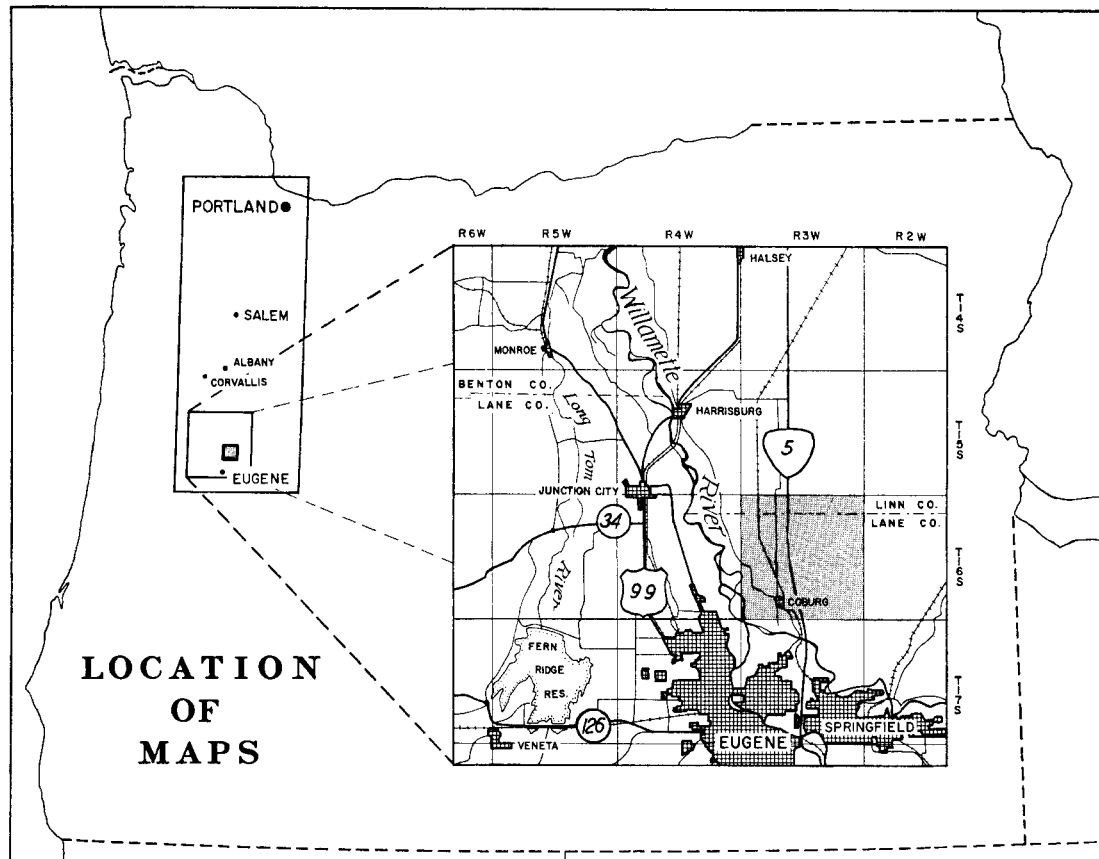 PORTLAND
SALEM
ALBANY
CORVALLIS
EUGENE
LOCATION
OF
MAPS
R6W R5W R4W R3W R2W
HALSEY
T14S
Willamette
MONROE
BENTON CO.
LANE CO.
Long
HARRISBURG
T15S
5
Tom
JUNCTION CITY
River
LINN CO.
LANE CO.
34
T16S
99
River
COBURG
FERN
RIDGE
RES.
T17S
126
SPRINGFIELD
EUGENE
VENETA